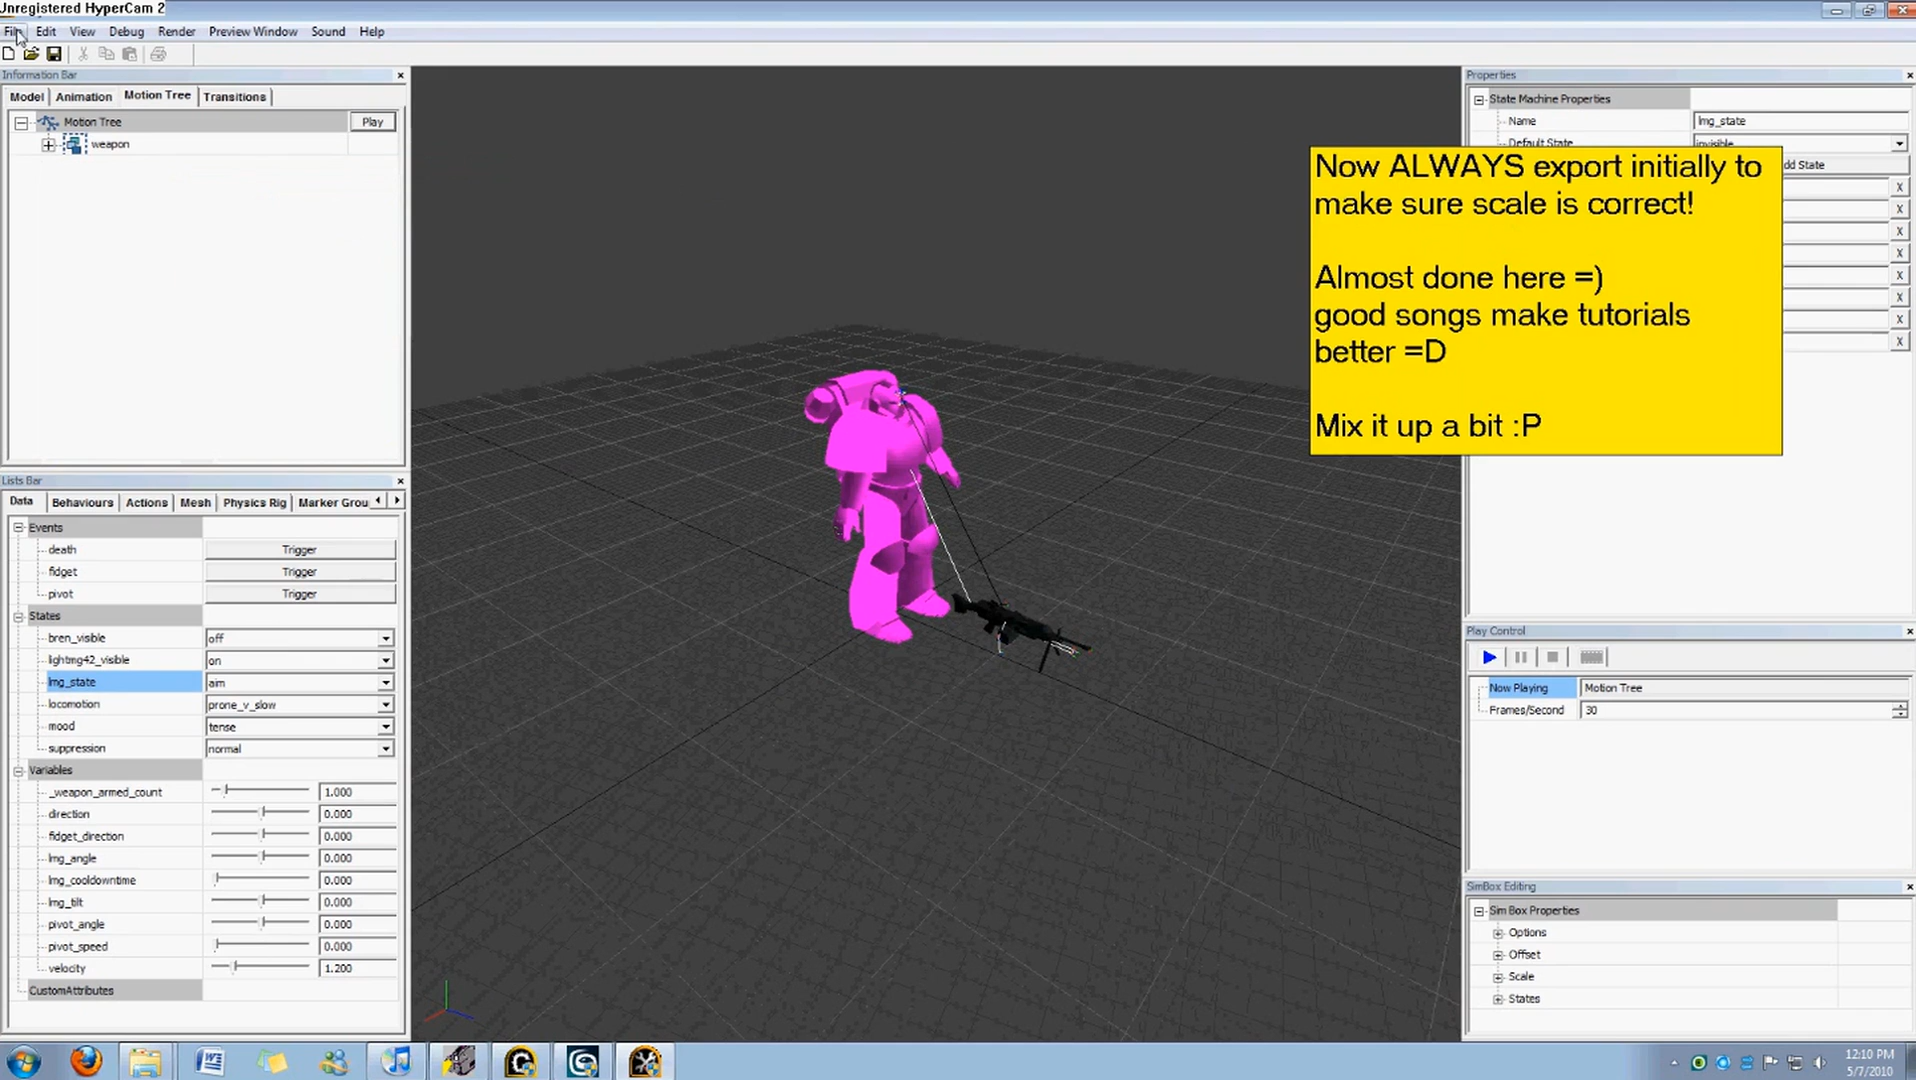 Unregistered HyperCam 2
File Edit View Debug Render Preview Window Sound Help
Information Bar
Model Animation Motion Tree Transitions
Motion Tree Play
weapon
Lists Bar
Data Behaviours Actions Mesh Physics Rig Marker Grou
Events
death Trigger
fidget Trigger
pivot Trigger
States
bren_visible off
lightmg42_visible on
lmg_state aim
locomotion prone_v_slow
mood tense
suppression normal
Variables
_weapon_armed_count 1.000
direction 0.000
fidget_direction 0.000
lmg_angle 0.000
lmg_cooldowntime 0.000
lmg_tilt 0.000
pivot_angle 0.000
pivot_speed 0.000
velocity 1.200
CustomAttributes
Now ALWAYS export initially to
make sure scale is correct!
Almost done here =)
good songs make tutorials
better =D
Mix it up a bit :P
Properties
State Machine Properties
Name lmg_state
Default State invisible
dd State
X
X
X
X
X
X
X
X
Play Control
Now Playing Motion Tree
Frames/Second 30
SimBox Editing
Sim Box Properties
Options
Offset
Scale
States
12:10 PM
5/7/2010